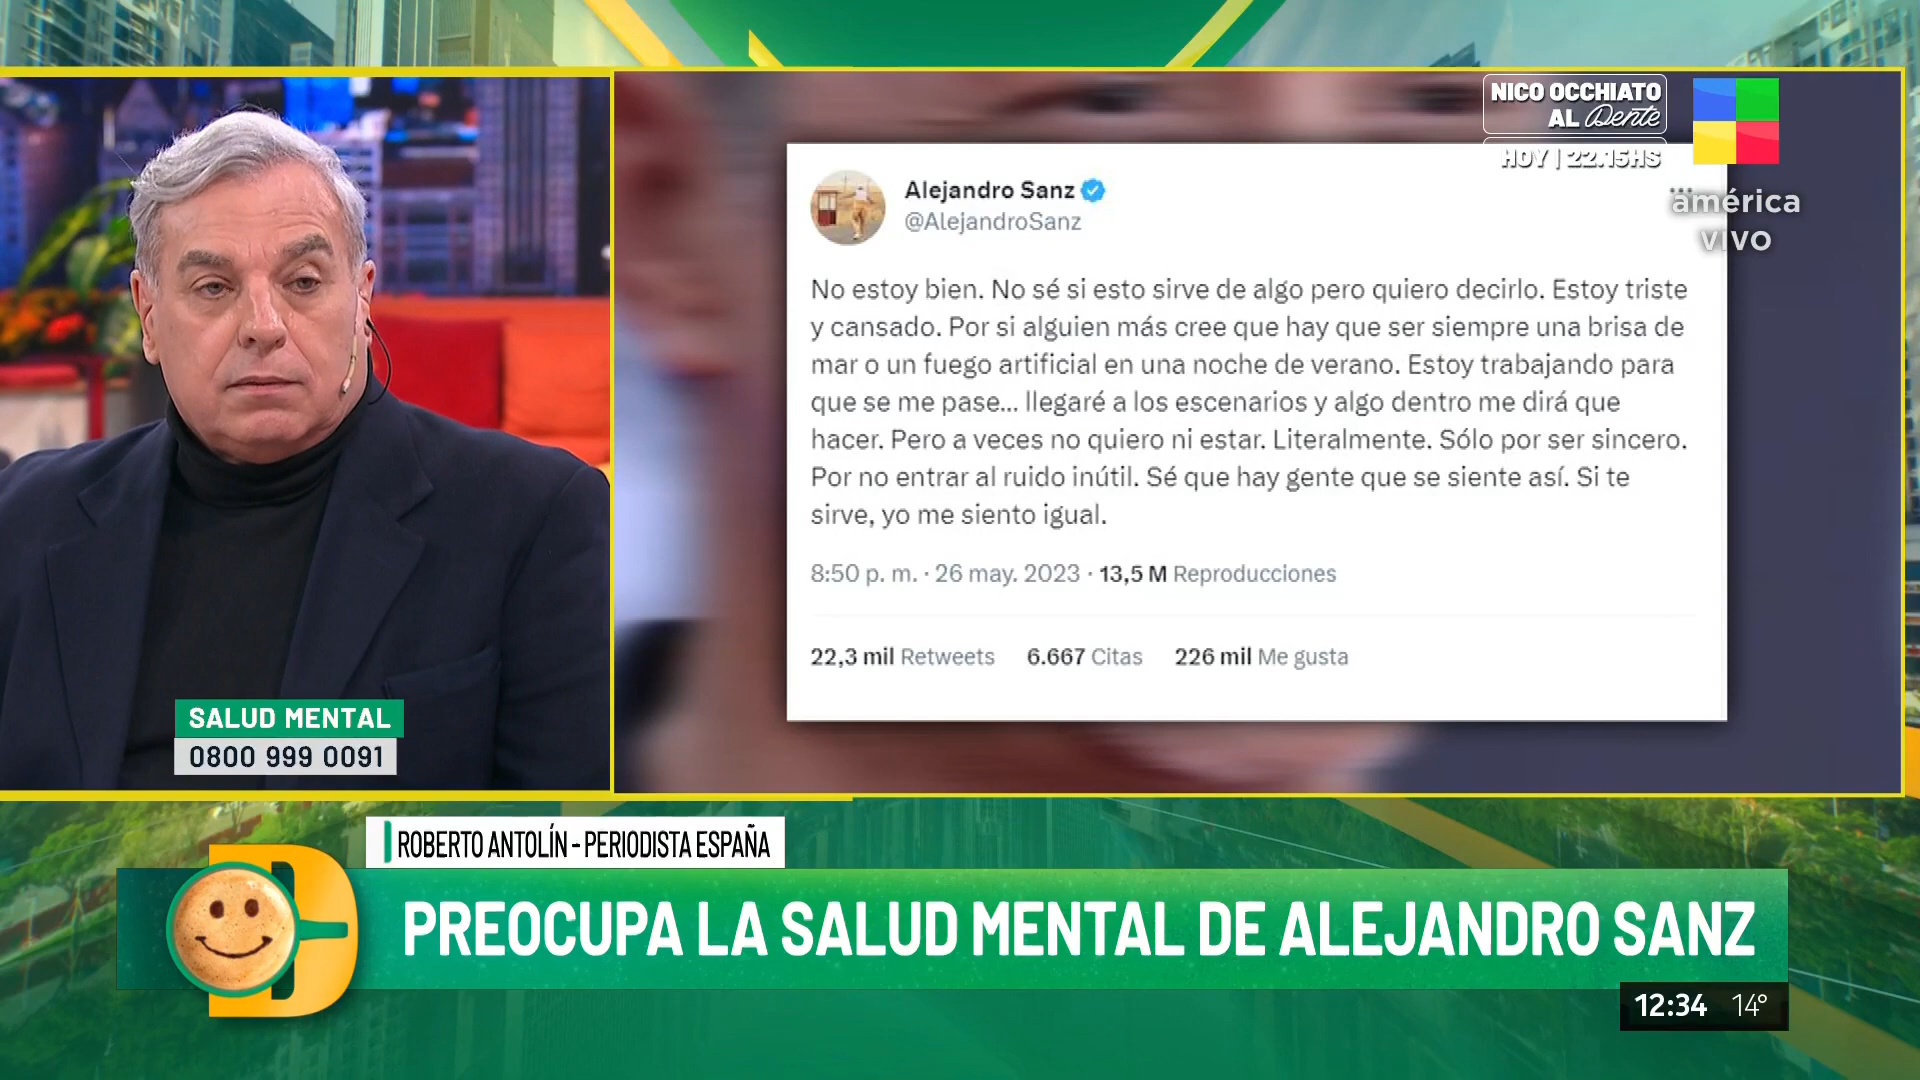 NICO OCCHIATO
AL Dente
HOY | 22.15HS
américa
VIVO
Alejandro Sanz
@AlejandroSanz
No estoy bien. No sé si esto sirve de algo pero quiero decirlo. Estoy triste
y cansado. Por si alguien más cree que hay que ser siempre una brisa de
mar o un fuego artificial en una noche de verano. Estoy trabajando para
que se me pase... llegaré a los escenarios y algo dentro me dirá que
hacer. Pero a veces no quiero ni estar. Literalmente. Sólo por ser sincero.
Por no entrar al ruido inútil. Sé que hay gente que se siente así. Si te
sirve, yo me siento igual.
8:50 p. m. · 26 may. 2023 · 13,5 M Reproducciones
22,3 mil Retweets 6.667 Citas 226 mil Me gusta
SALUD MENTAL
0800 999 0091
ROBERTO ANTOLÍN - PERIODISTA ESPAÑA
D
PREOCUPA LA SALUD MENTAL DE ALEJANDRO SANZ
12:34 14°